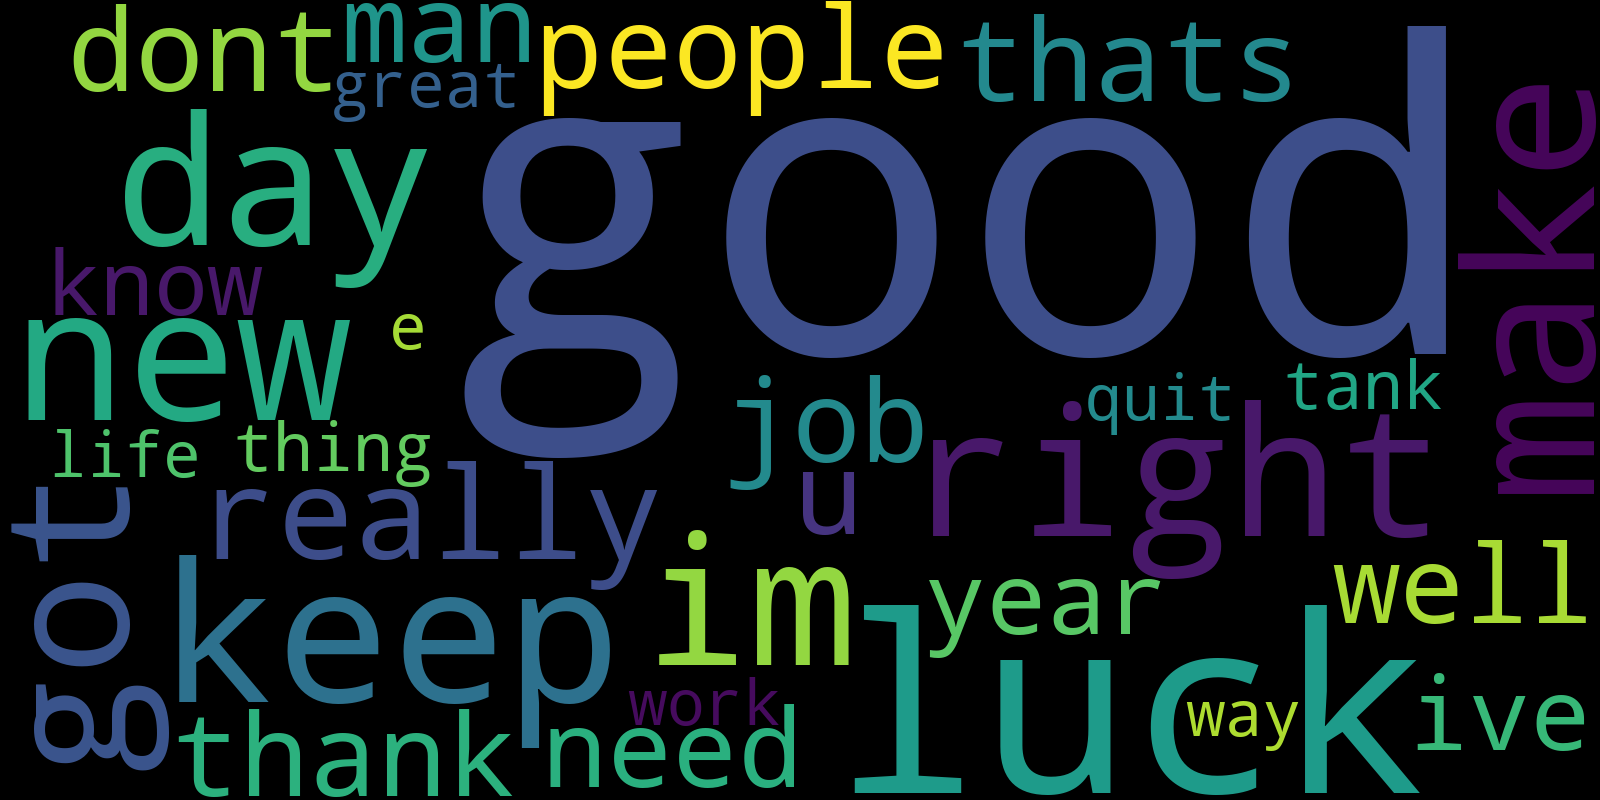 dont
man
great
people
thats
day
good
make
know
new
e
job
quit
tank
life
thing
right
got
really
u
keep
im
year
well
luck
g
thank
work
need
way
ive